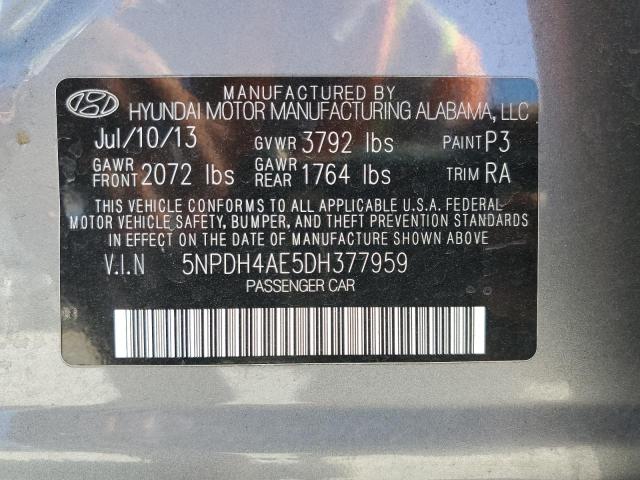 MANUFACTURED BY
HYUNDAI MOTOR MANUFACTURING ALABAMA, LLC
Jul/10/13 GVWR 3792 lbs PAINT P3
GAWR FRONT 2072 lbs GAWR REAR 1764 lbs TRIM RA
THIS VEHICLE CONFORMS TO ALL APPLICABLE U.S.A. FEDERAL
MOTOR VEHICLE SAFETY, BUMPER, AND THEFT PREVENTION STANDARDS
IN EFFECT ON THE DATE OF MANUFACTURE SHOWN ABOVE.
V.I.N 5NPDH4AE5DH377959
PASSENGER CAR